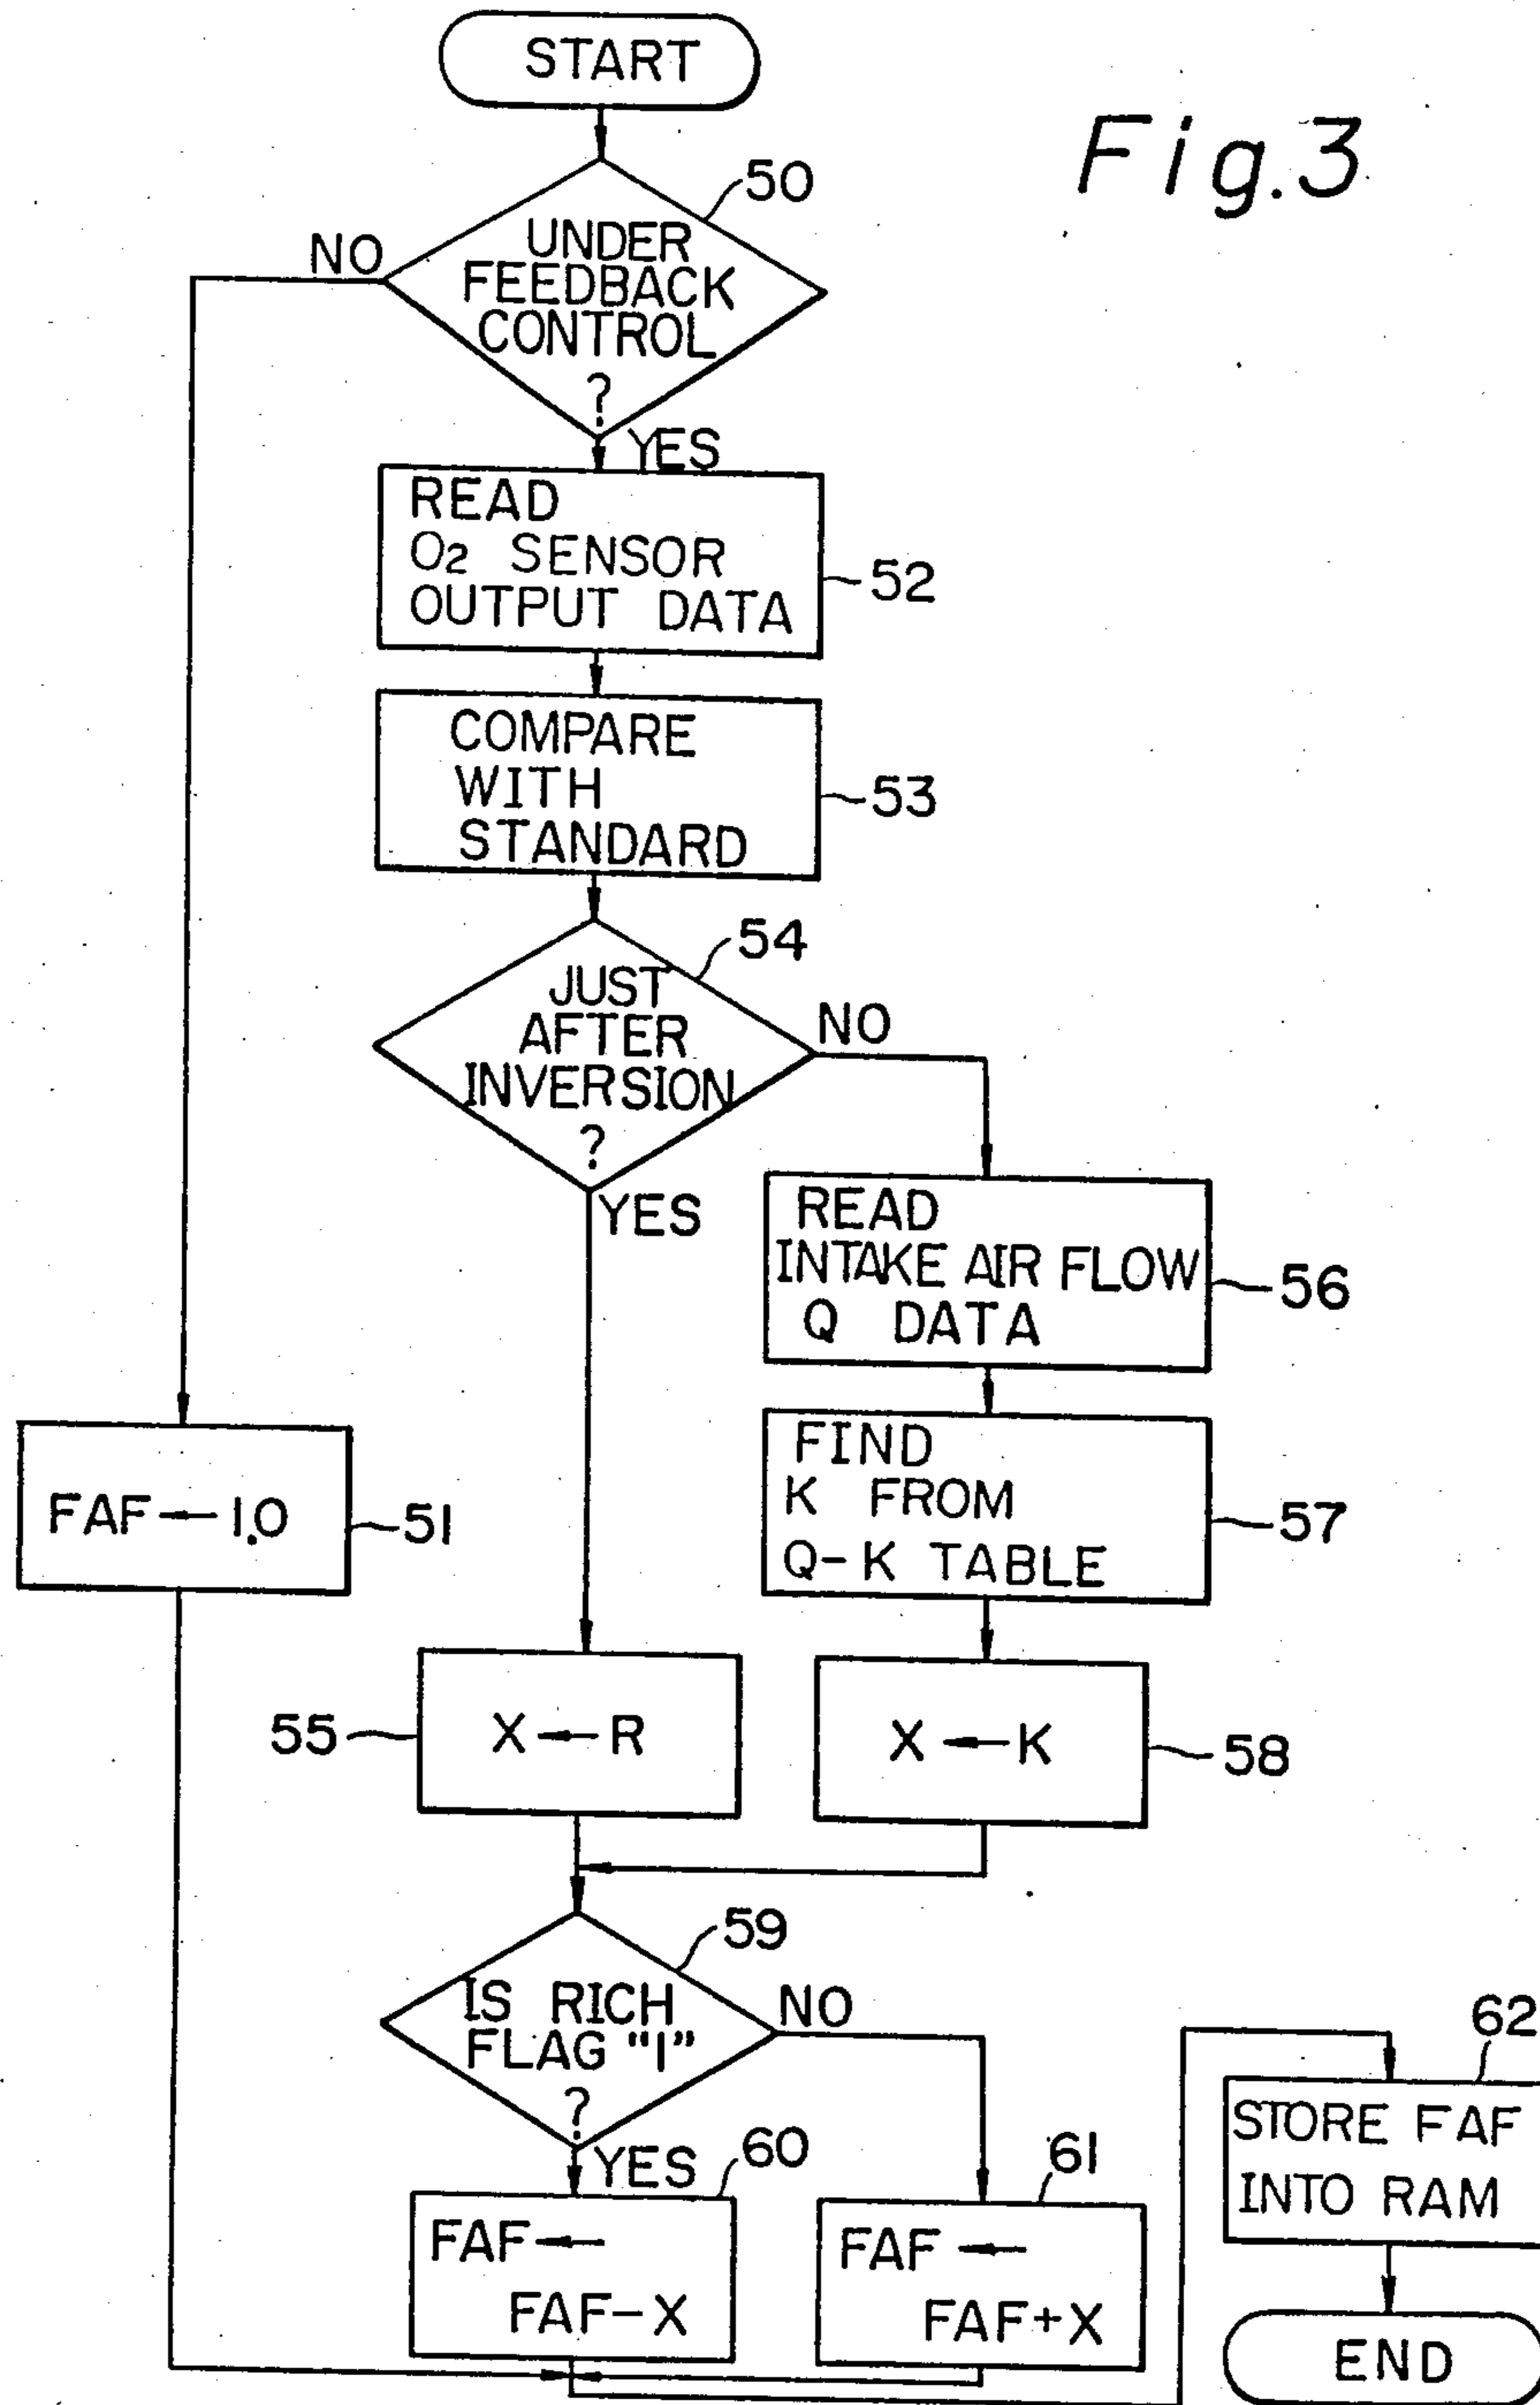 START
Fig.3
50
NO
UNDER
FEEDBACK
CONTROL
?
YES
READ
O2 SENSOR
OUTPUT DATA
52
COMPARE
WITH
STANDARD
53
54
JUST
AFTER
INVERSION
?
NO
YES
READ
INTAKE AIR FLOW
Q DATA
56
FIND
K FROM
Q-K TABLE
57
FAF ← 1.0
51
X ← R
55
X ← K
58
59
IS RICH
FLAG "1"
?
NO
YES
60
FAF ←
FAF - X
61
FAF ←
FAF + X
62
STORE FAF
INTO RAM
END